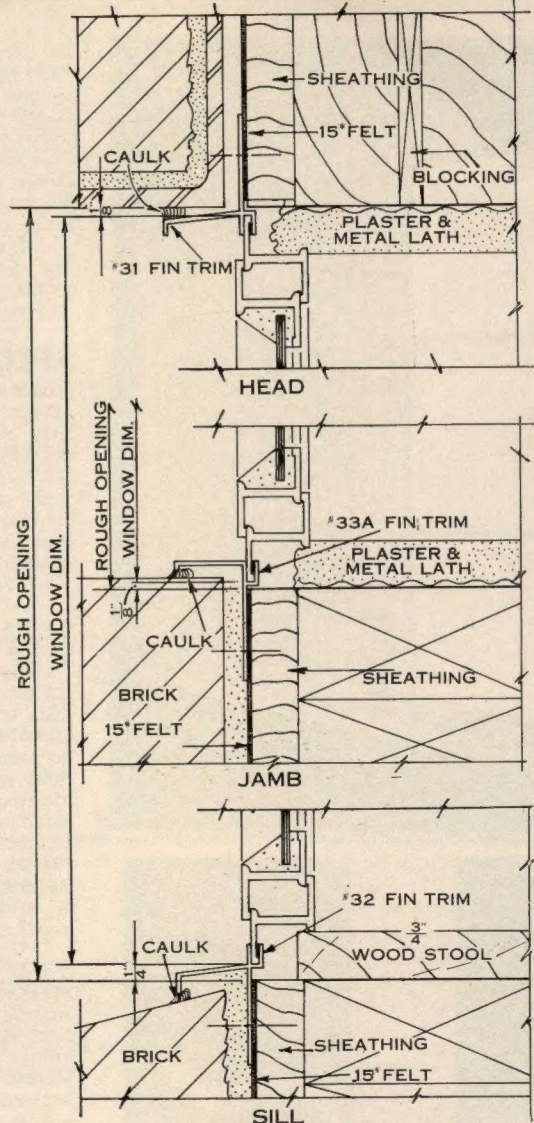 SHEATHING
15# FELT
CAULK
BLOCKING
1"
8
PLASTER &
METAL LATH
#31 FIN TRIM
HEAD
ROUGH OPENING
WINDOW DIM.
ROUGH OPENING
WINDOW DIM.
#33A FIN TRIM
PLASTER &
METAL LATH
1"
8
CAULK
SHEATHING
BRICK
15# FELT
JAMB
#32 FIN TRIM
CAULK
3"
4
WOOD STOOL
1"
4
BRICK
SHEATHING
15# FELT
SILL